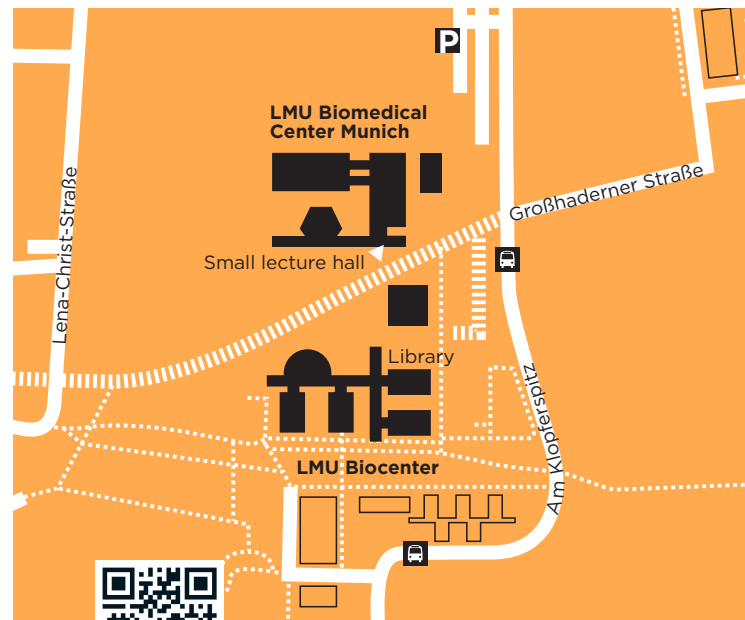 P
LMU Biomedical
Center Munich
Großhaderner Straße
Lena-Christ-Straße
Small lecture hall
Library
Am Klopferspitz
LMU Biocenter